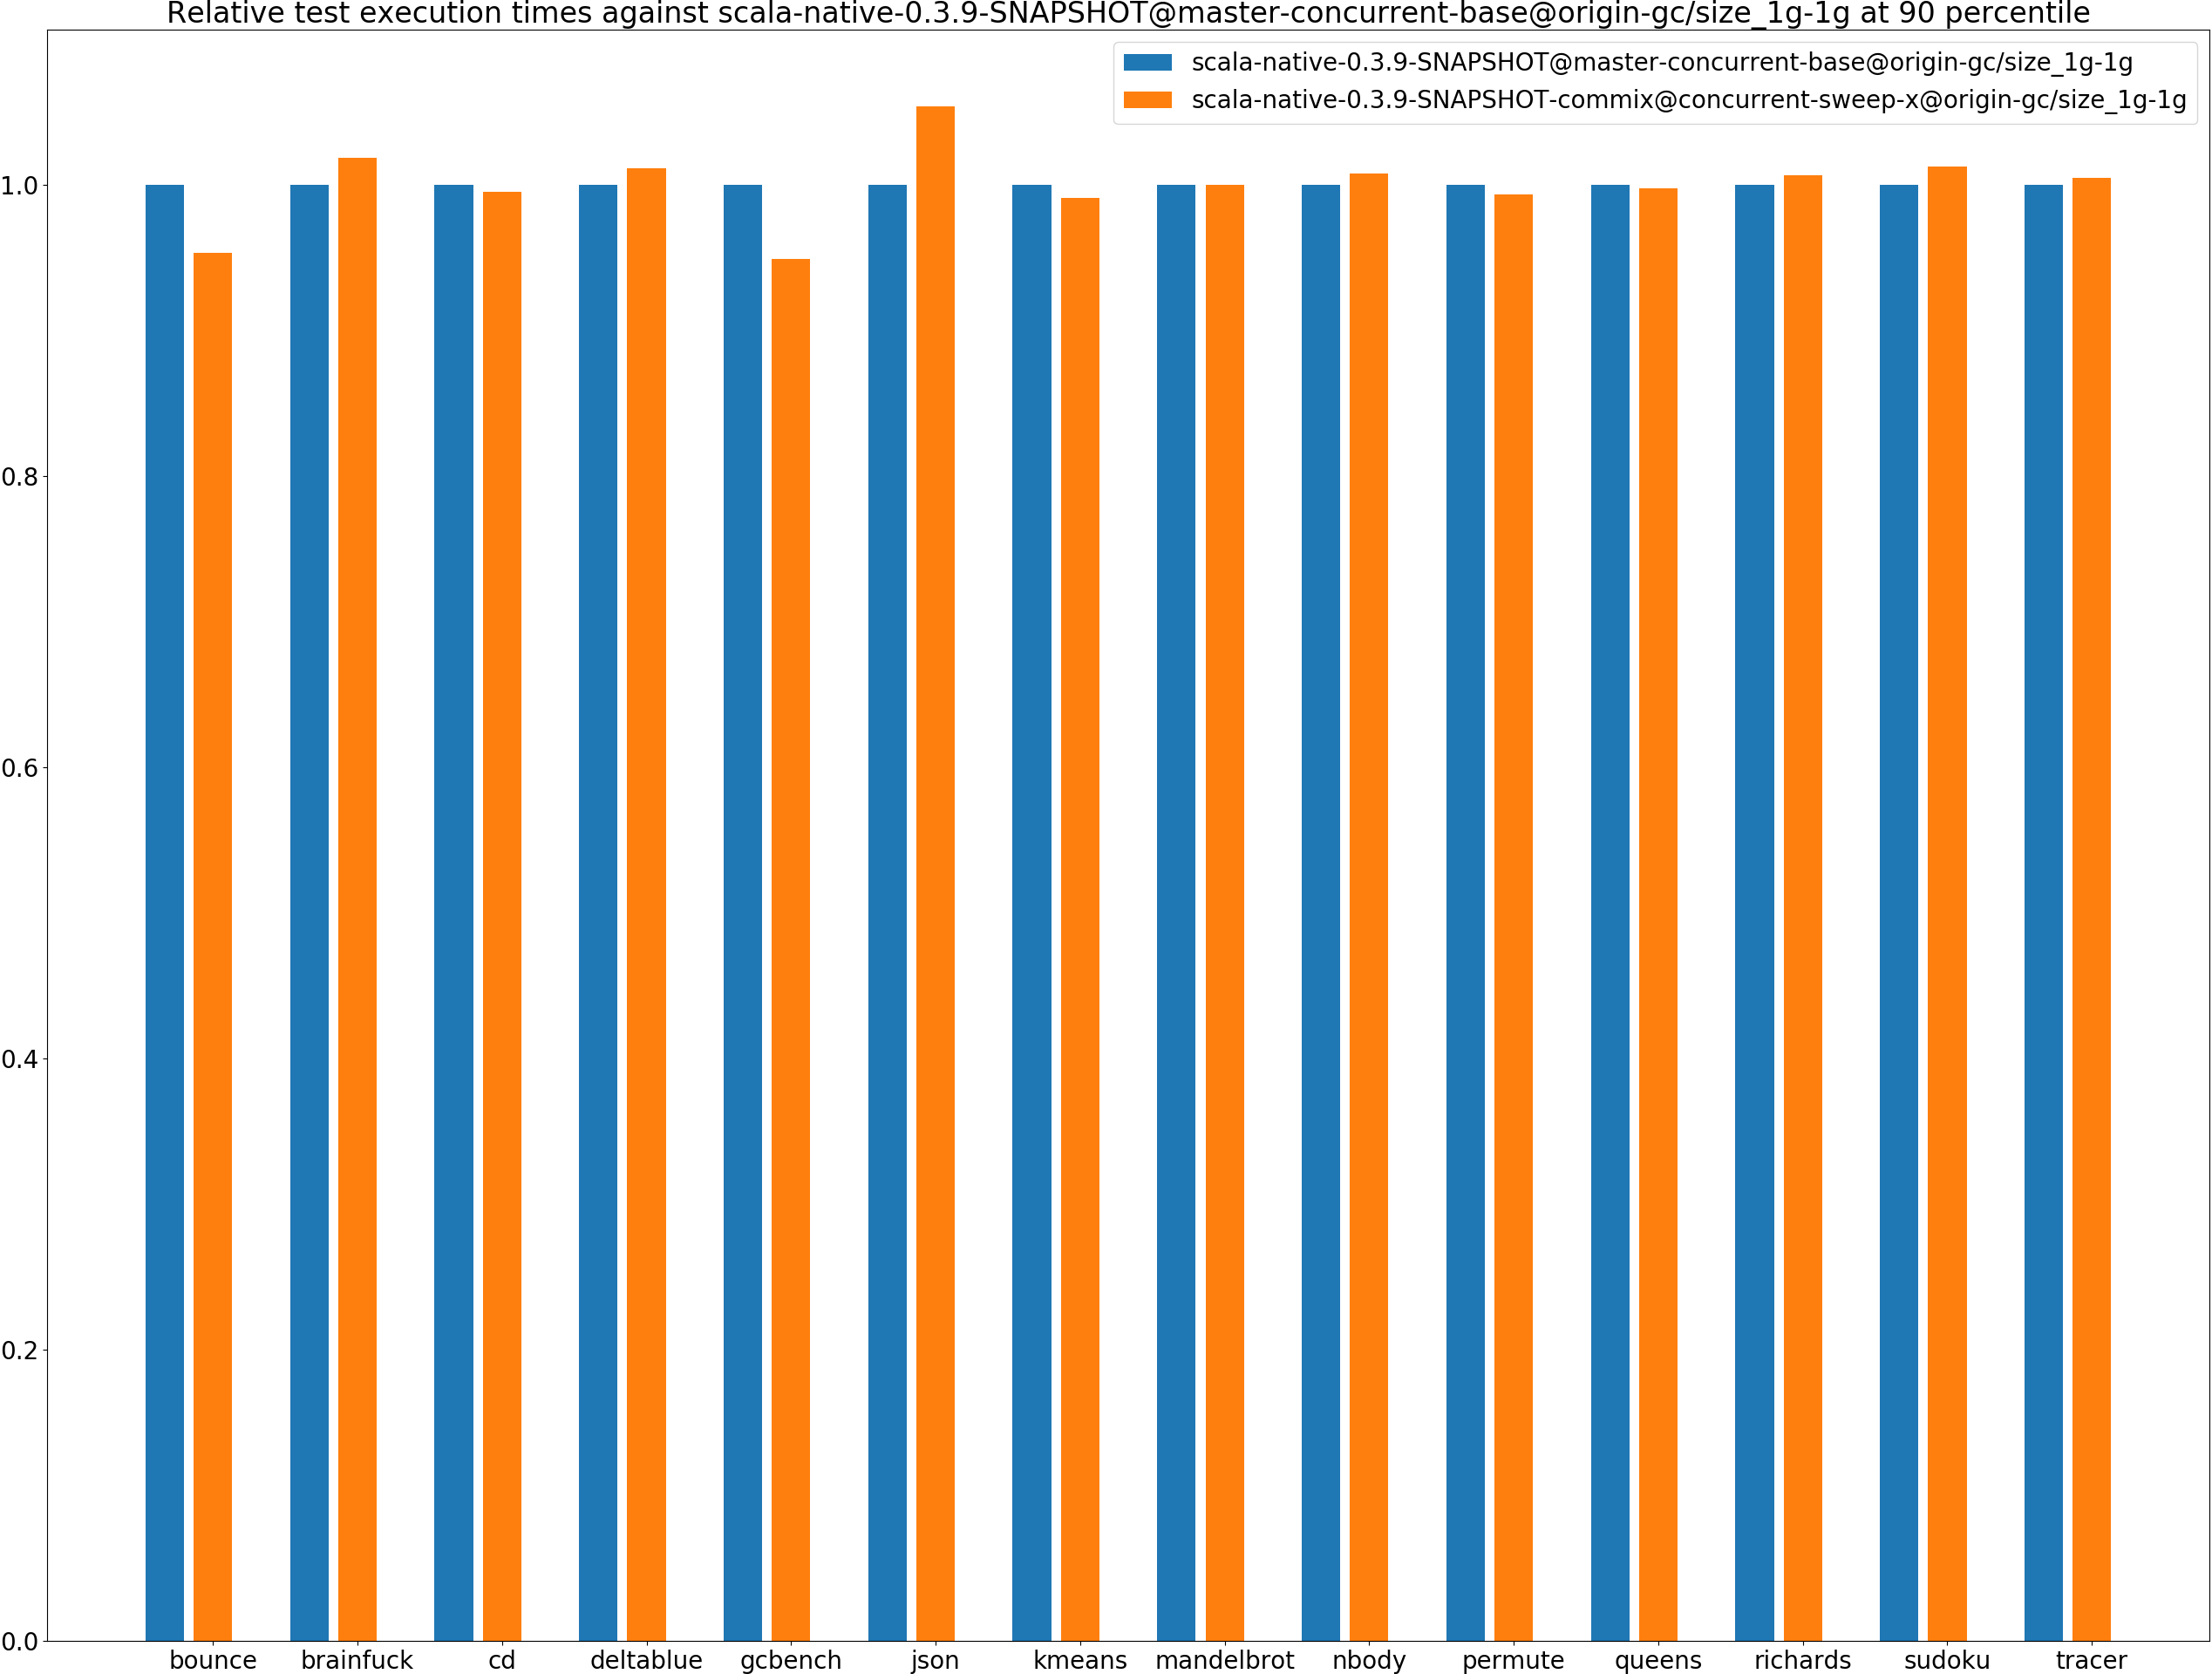 Relative test execution times against scala-native-0.3.9-SNAPSHOT@master-concurrent-base@origin-gc/size_1g-1g at 90 percentile
scala-native-0.3.9-SNAPSHOT@master-concurrent-base@origin-gc/size_1g-1g
scala-native-0.3.9-SNAPSHOT-commix@concurrent-sweep-x@origin-gc/size_1g-1g
1.0
0.8
0.6
0.4
0.2
0.0
bounce brainfuck cd deltablue gcbench json kmeans mandelbrot nbody permute queens richards sudoku tracer